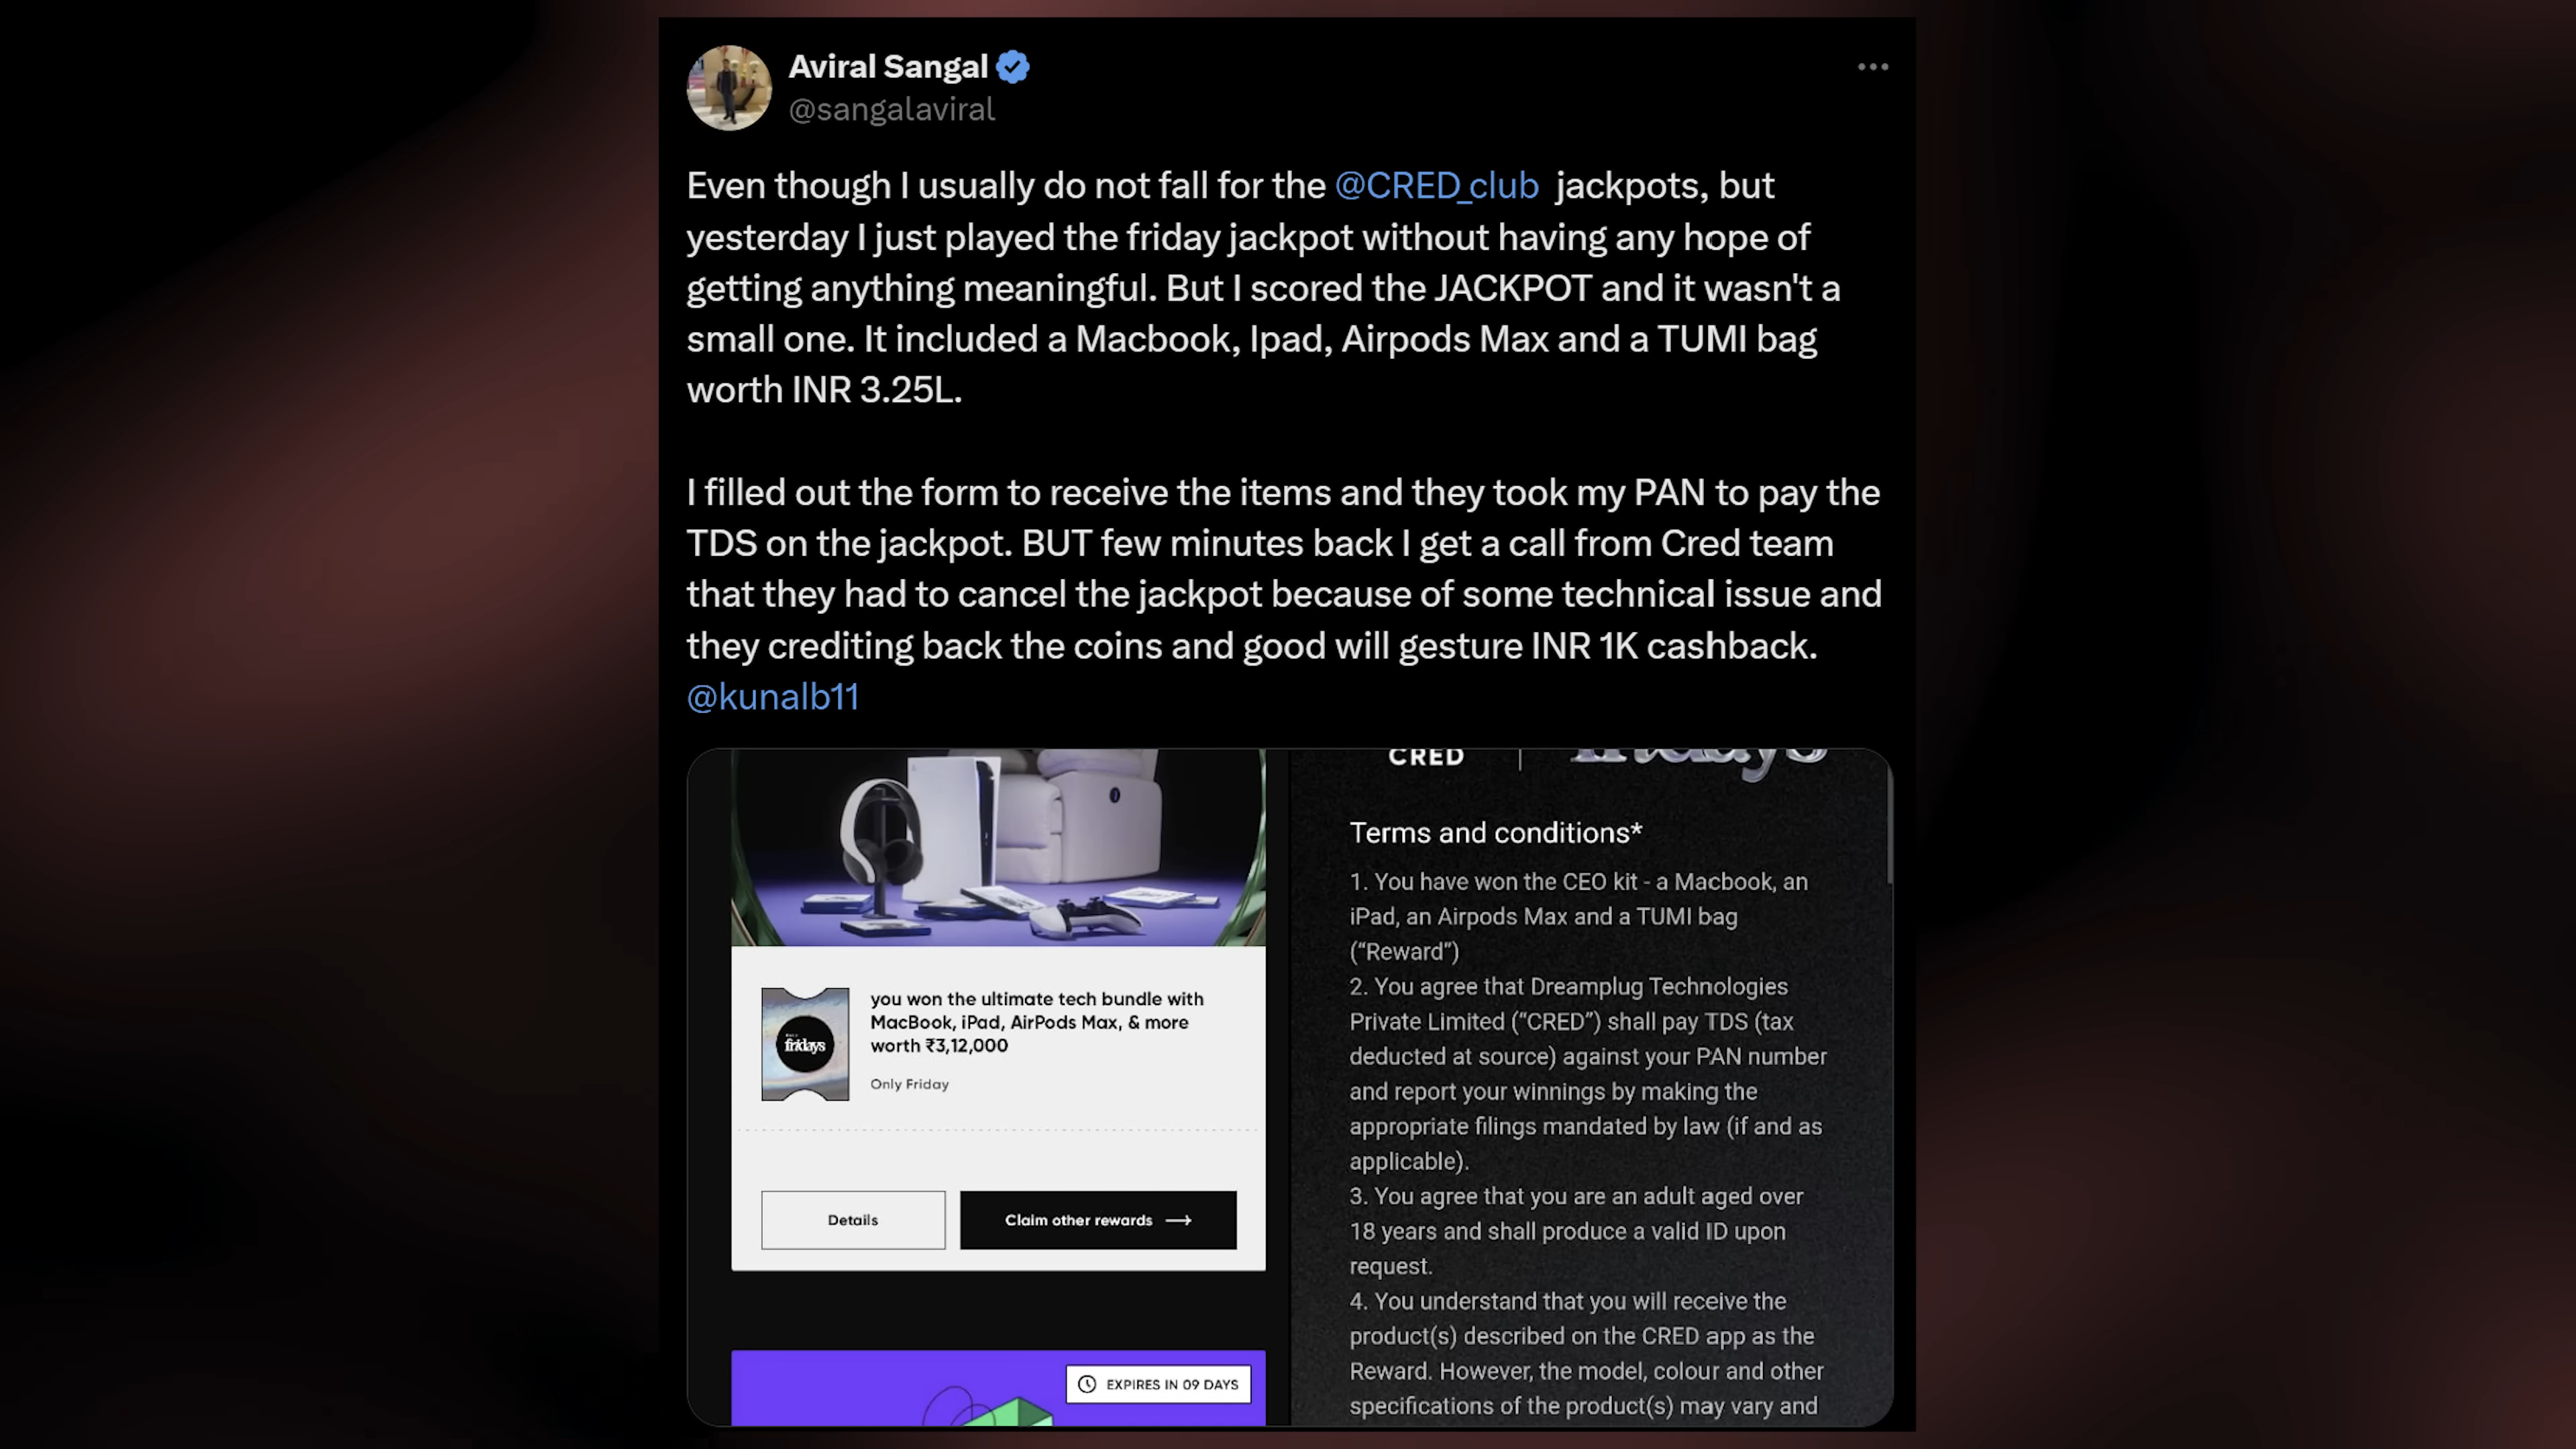 Aviral Sangal
@sangalaviral
Even though I usually do not fall for the @CRED_club jackpots, but
yesterday I just played the friday jackpot without having any hope of
getting anything meaningful. But I scored the JACKPOT and it wasn't a
small one. It included a Macbook, Ipad, Airpods Max and a TUMI bag
worth INR 3.25L.
I filled out the form to receive the items and they took my PAN to pay the
TDS on the jackpot. BUT few minutes back I get a call from Cred team
that they had to cancel the jackpot because of some technical issue and
they crediting back the coins and good will gesture INR 1K cashback.
@kunalb11
you won the ultimate tech bundle with
MacBook, iPad, AirPods Max, & more
worth ₹3,12,000
fridays
Only Friday
Details
Claim other rewards →
EXPIRES IN 09 DAYS
CRED | fridays
Terms and conditions*
1. You have won the CEO kit - a Macbook, an
iPad, an Airpods Max and a TUMI bag
(“Reward”)
2. You agree that Dreamplug Technologies
Private Limited (“CRED”) shall pay TDS (tax
deducted at source) against your PAN number
and report your winnings by making the
appropriate filings mandated by law (if and as
applicable).
3. You agree that you are an adult aged over
18 years and shall produce a valid ID upon
request.
4. You understand that you will receive the
product(s) described on the CRED app as the
Reward. However, the model, colour and other
specifications of the product(s) may vary and